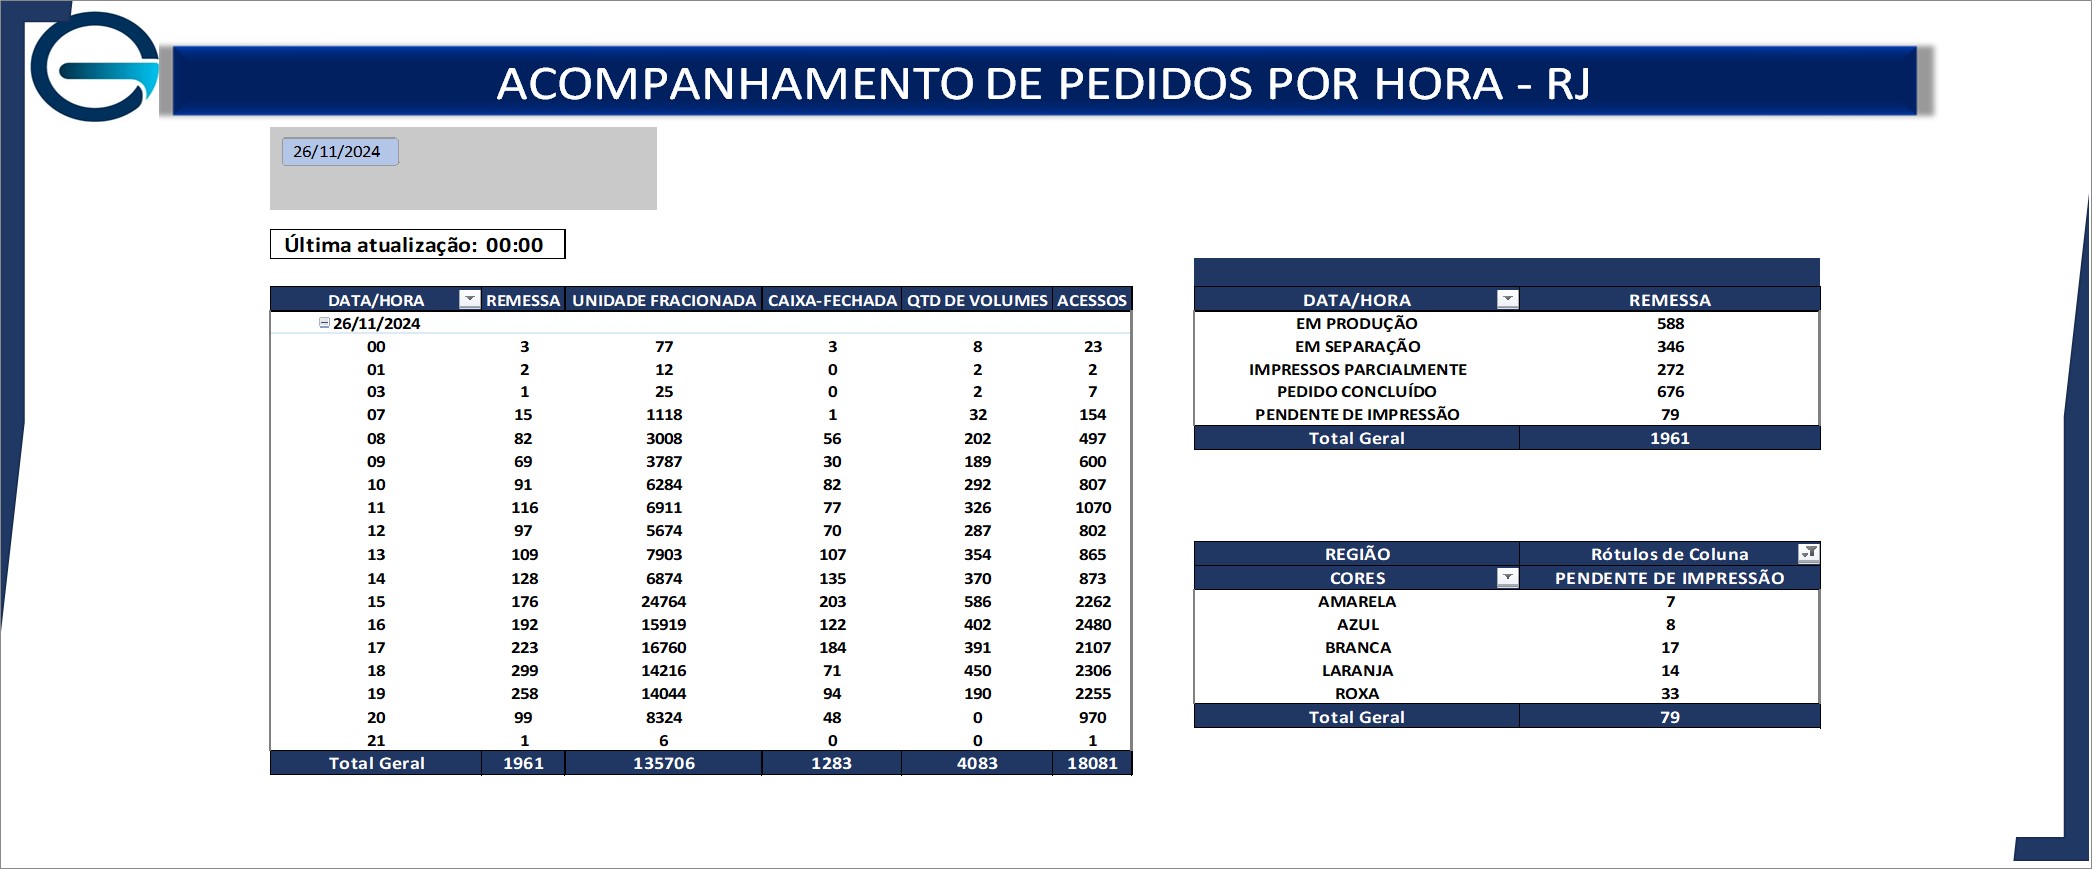 ACOMPANHAMENTO DE PEDIDOS POR HORA - RJ
26/11/2024
Última atualização: 00:00
DATA/HORA REMESSA UNIDADE FRACIONADA CAIXA-FECHADA QTD DE VOLUMES ACESSOS
26/11/2024
00 3 77 3 8 23
01 2 12 0 2 2
03 1 25 0 2 7
07 15 1118 1 32 154
08 82 3008 56 202 497
09 69 3787 30 189 600
10 91 6284 82 292 807
11 116 6911 77 326 1070
12 97 5674 70 287 802
13 109 7903 107 354 865
14 128 6874 135 370 873
15 176 24764 203 586 2262
16 192 15919 122 402 2480
17 223 16760 184 391 2107
18 299 14216 71 450 2306
19 258 14044 94 190 2255
20 99 8324 48 0 970
21 1 6 0 0 1
Total Geral 1961 135706 1283 4083 18081
DATA/HORA REMESSA
EM PRODUÇÃO 588
EM SEPARAÇÃO 346
IMPRESSOS PARCIALMENTE 272
PEDIDO CONCLUÍDO 676
PENDENTE DE IMPRESSÃO 79
Total Geral 1961
REGIÃO Rótulos de Coluna
CORES PENDENTE DE IMPRESSÃO
AMARELA 7
AZUL 8
BRANCA 17
LARANJA 14
ROXA 33
Total Geral 79